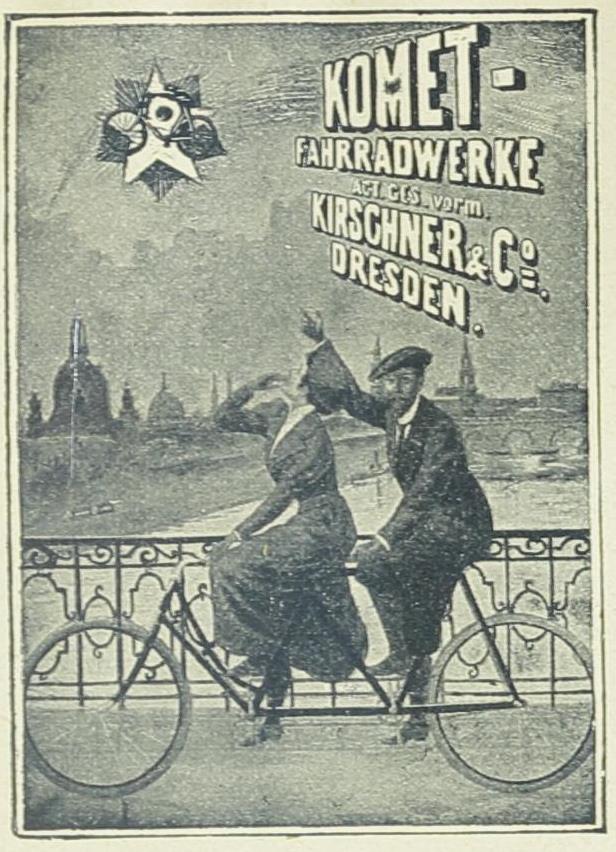 KOMET-
FAHRRADWERKE
ACT. GES. vorm.
KIRSCHNER & Cº
DRESDEN.